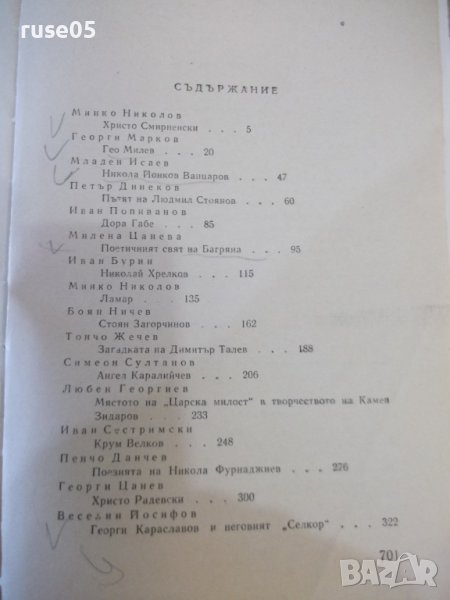 ruse05
СЪДЪРЖАНИЕ
Минко Николов
Христо Смирненски . . . 5
Георги Марков
Гео Милев . . . 20
Младен Исаев
Никола Йонков Вапцаров . . . 47
Петър Динеков
Пътят на Людмил Стоянов . . . 60
Иван Попиванов
Дора Габе . . . 85
Милена Цанева
Поетичният свят на Багряна . . . 95
Иван Бурин
Николай Хрелков . . . 115
Минко Николов
Ламар . . . 135
Боян Ничев
Стоян Загорчинов . . . 162
Тончо Жечев
Загадката на Димитър Талев . . . 188
Симеон Султанов
Ангел Каралийчев . . . 206
Любен Георгиев
Мястото на „Царска милост" в творчеството на Камен
Зидаров . . . 233
Иван Сестримски
Крум Велков . . . 248
Пенчо Данчев
Поезията на Никола Фурнаджиев . . . 276
Георги Цанев
Христо Радевски . . . 300
Веселин Йосифов
Георги Караславов и неговият „Селкор" . . . 322
701
BAZAR